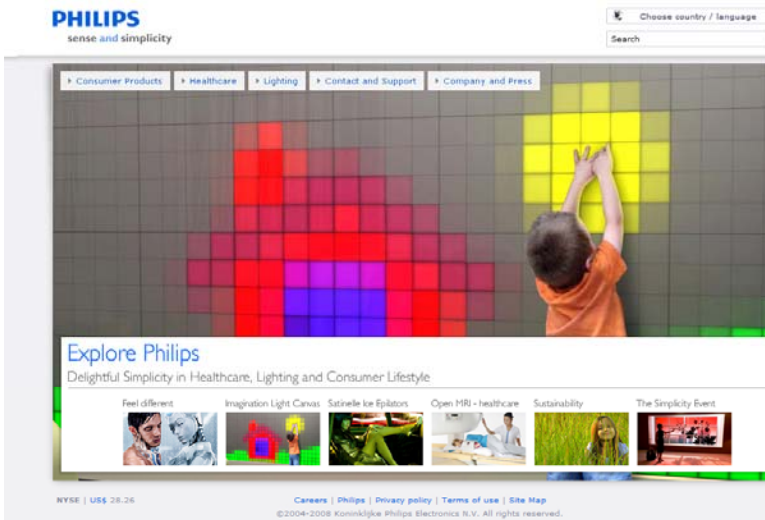 PHILIPS
sense and simplicity
Choose country / language
Search
Consumer Products
Healthcare
Lighting
Contact and Support
Company and Press
Explore Philips
Delightful Simplicity in Healthcare, Lighting and Consumer Lifestyle
Feel different
Imagination Light Canvas
Satinelle Ice Epilators
Open MRI - healthcare
Sustainability
The Simplicity Event
NYSE | US$ 28.26
Careers | Philips | Privacy policy | Terms of use | Site Map
©2004-2008 Koninklijke Philips Electronics N.V. All rights reserved.